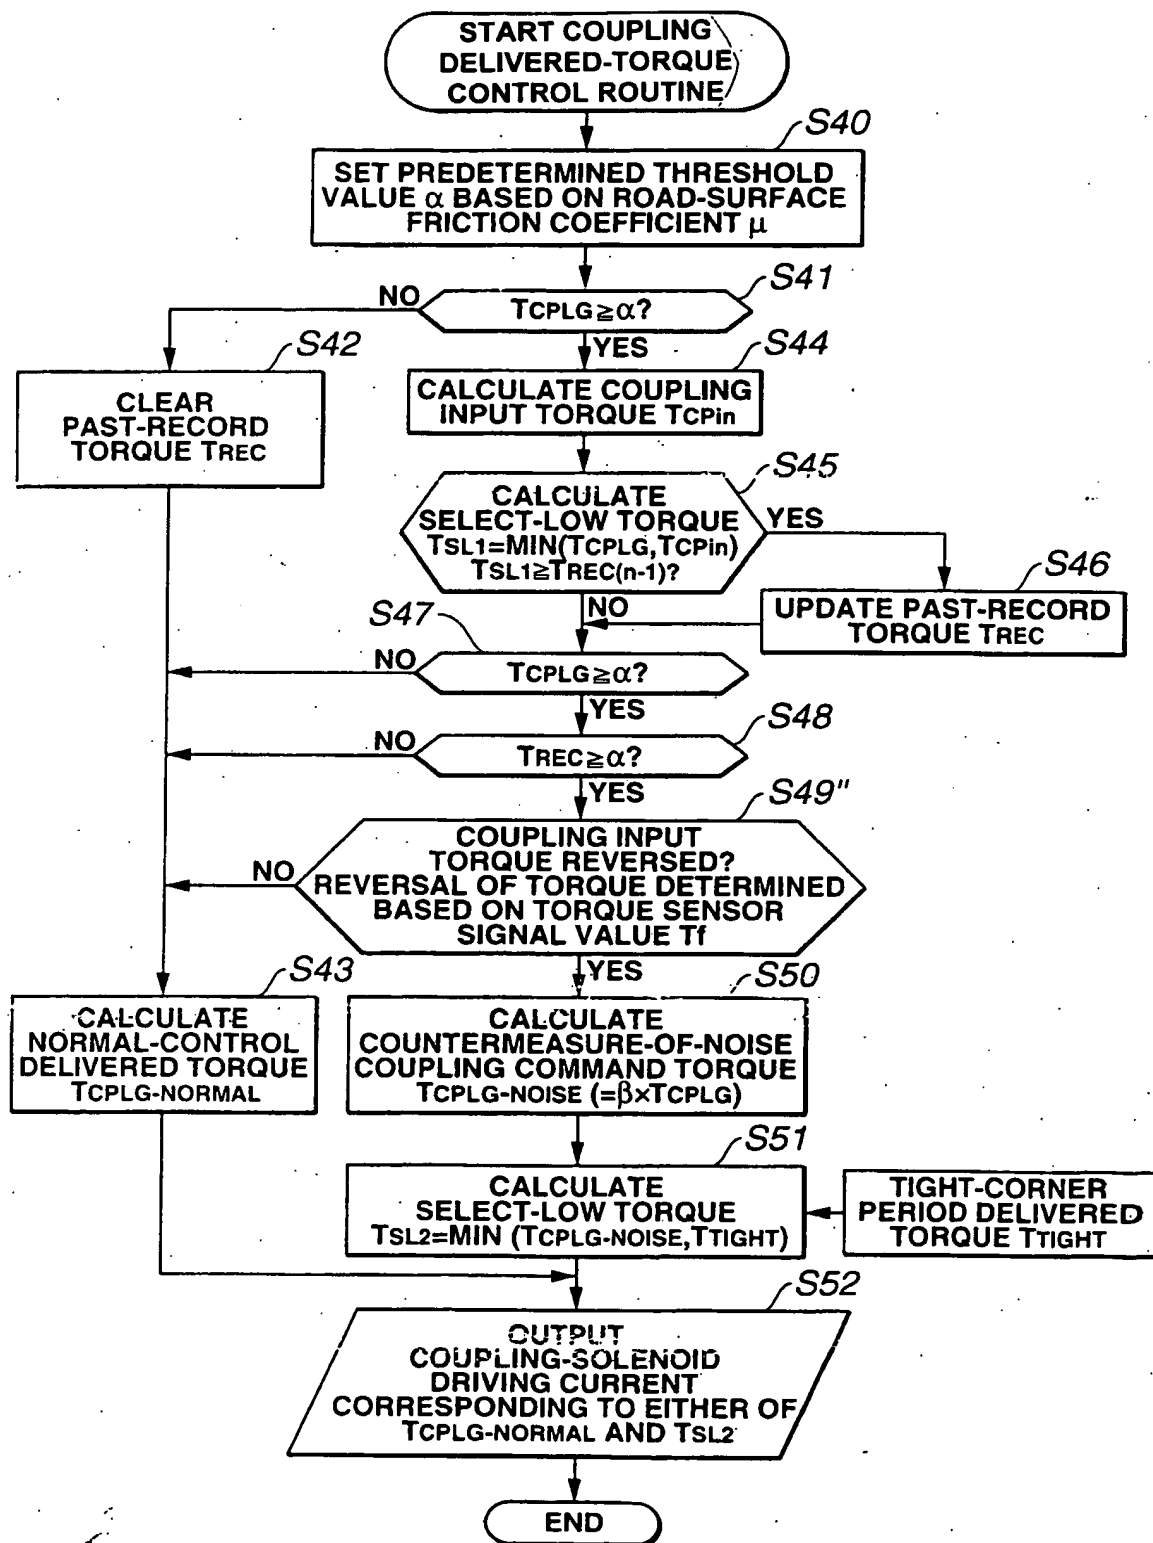 START COUPLING
DELIVERED-TORQUE
CONTROL ROUTINE
S40
SET PREDETERMINED THRESHOLD
VALUE α BASED ON ROAD-SURFACE
FRICTION COEFFICIENT μ
S41
NO
TCPLG≧α?
YES
S42
CLEAR
PAST-RECORD
TORQUE TREC
S44
CALCULATE COUPLING
INPUT TORQUE TCPin
S45
CALCULATE
SELECT-LOW TORQUE
TSL1=MIN(TCPLG,TCPin)
TSL1≧TREC(n-1)?
YES
NO
S46
UPDATE PAST-RECORD
TORQUE TREC
S47
NO
TCPLG≧α?
YES
S48
NO
TREC≧α?
YES
S49"
COUPLING INPUT
TORQUE REVERSED?
REVERSAL OF TORQUE DETERMINED
BASED ON TORQUE SENSOR
SIGNAL VALUE Tf
NO
YES
S43
CALCULATE
NORMAL-CONTROL
DELIVERED TORQUE
TCPLG-NORMAL
S50
CALCULATE
COUNTERMEASURE-OF-NOISE
COUPLING COMMAND TORQUE
TCPLG-NOISE (=β×TCPLG)
S51
CALCULATE
SELECT-LOW TORQUE
TSL2=MIN (TCPLG-NOISE,TTIGHT)
TIGHT-CORNER
PERIOD DELIVERED
TORQUE TTIGHT
S52
OUTPUT
COUPLING-SOLENOID
DRIVING CURRENT
CORRESPONDING TO EITHER OF
TCPLG-NORMAL AND TSL2
END